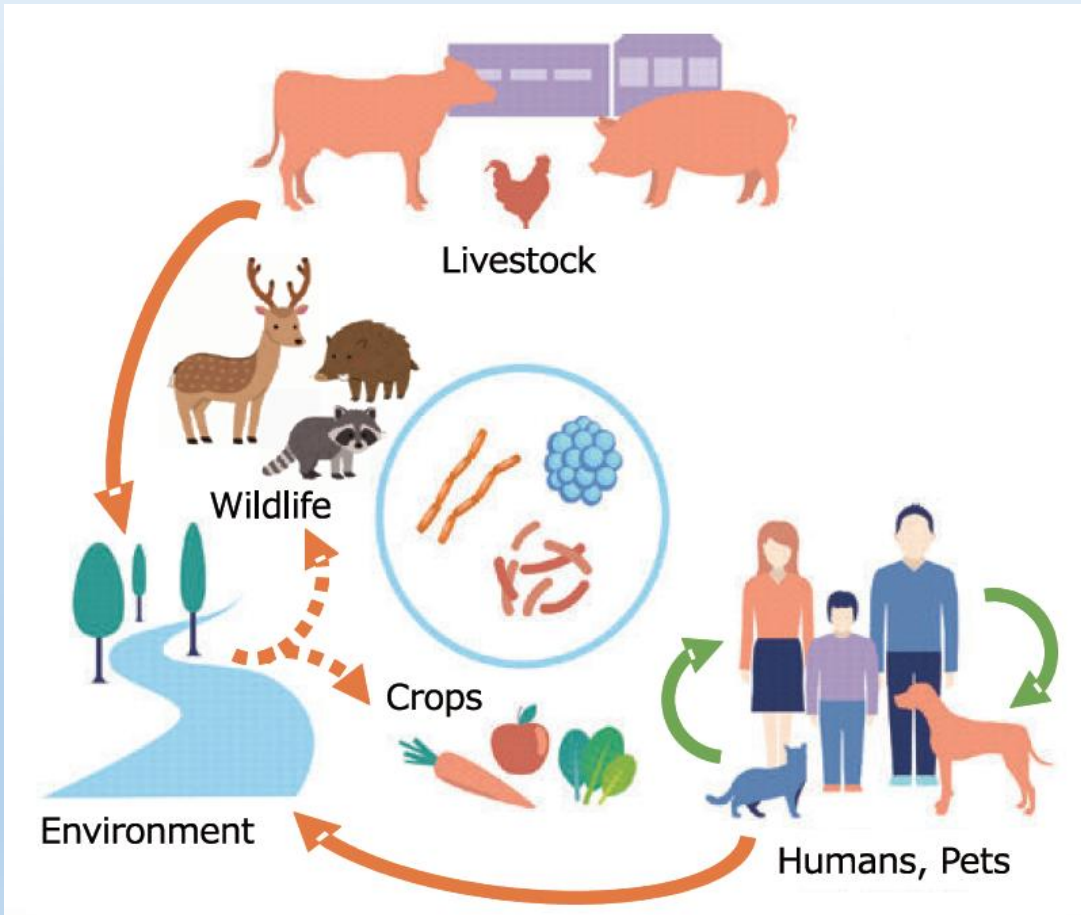 Livestock
Wildlife
Crops
Environment
Humans, Pets